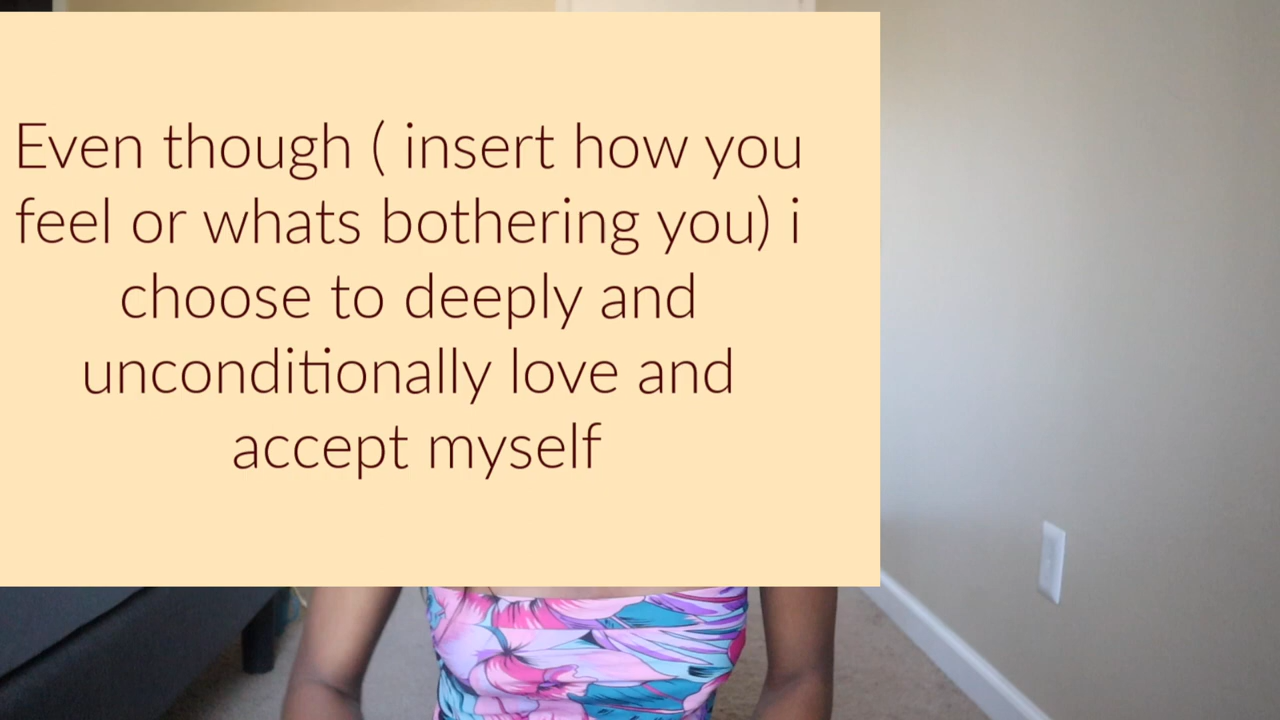 Even though ( insert how you
feel or whats bothering you) i
choose to deeply and
unconditionally love and
accept myself